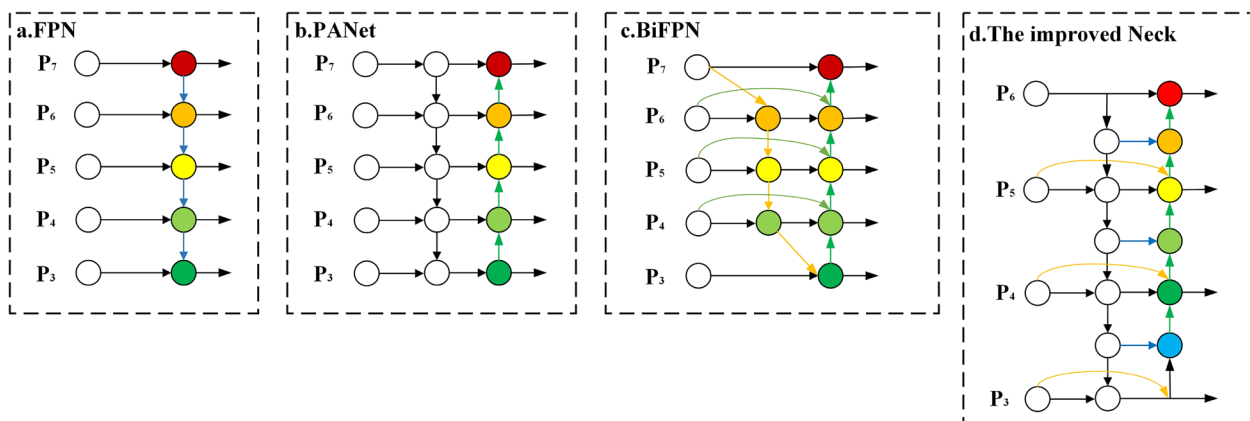 a.FPN
P₇
P₆
P₅
P₄
P₃
b.PANet
P₇
P₆
P₅
P₄
P₃
c.BiFPN
P₇
P₆
P₅
P₄
P₃
d.The improved Neck
P₆
P₅
P₄
P₃